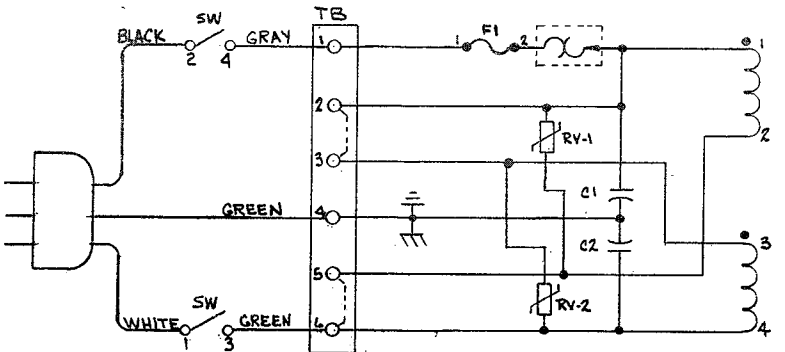 TB
SW
BLACK
2 4
GRAY
1
1 F1 2
1
2
2
RV-1
3
C1
GREEN
4
C2
3
5
SW
RV-2
WHITE
1 3
GREEN
6
4